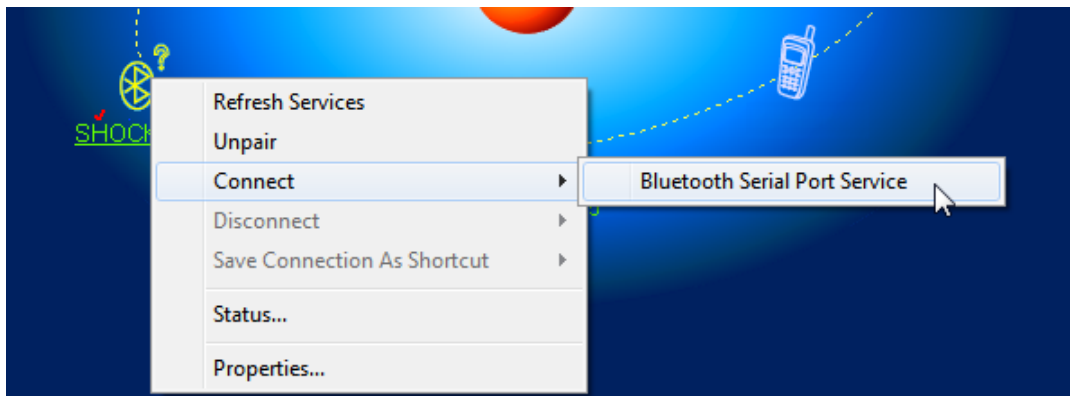 SHOCK
Refresh Services
Unpair
Connect
Bluetooth Serial Port Service
Disconnect
Save Connection As Shortcut
Status...
Properties...